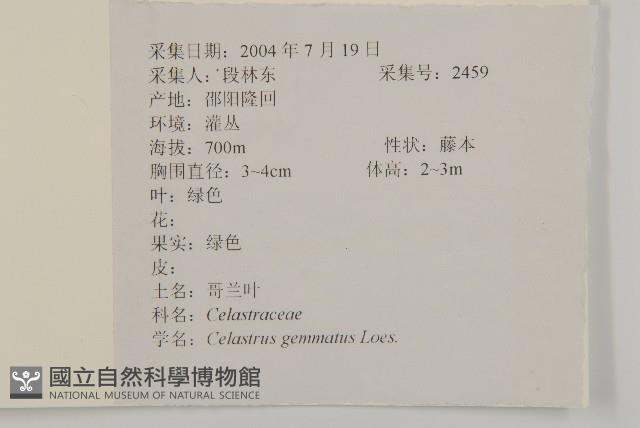 采集日期：2004 年 7 月 19 日
采集人：段林东 采集号：2459
产地：邵阳隆回
环境：灌丛
海拔：700m 性状：藤本
胸围直径：3~4cm 体高：2~3m
叶：绿色
花：
果实：绿色
皮：
土名：哥兰叶
科名：Celastraceae
学名：Celastrus gemmatus Loes.
國立自然科學博物館
NATIONAL MUSEUM OF NATURAL SCIENCE